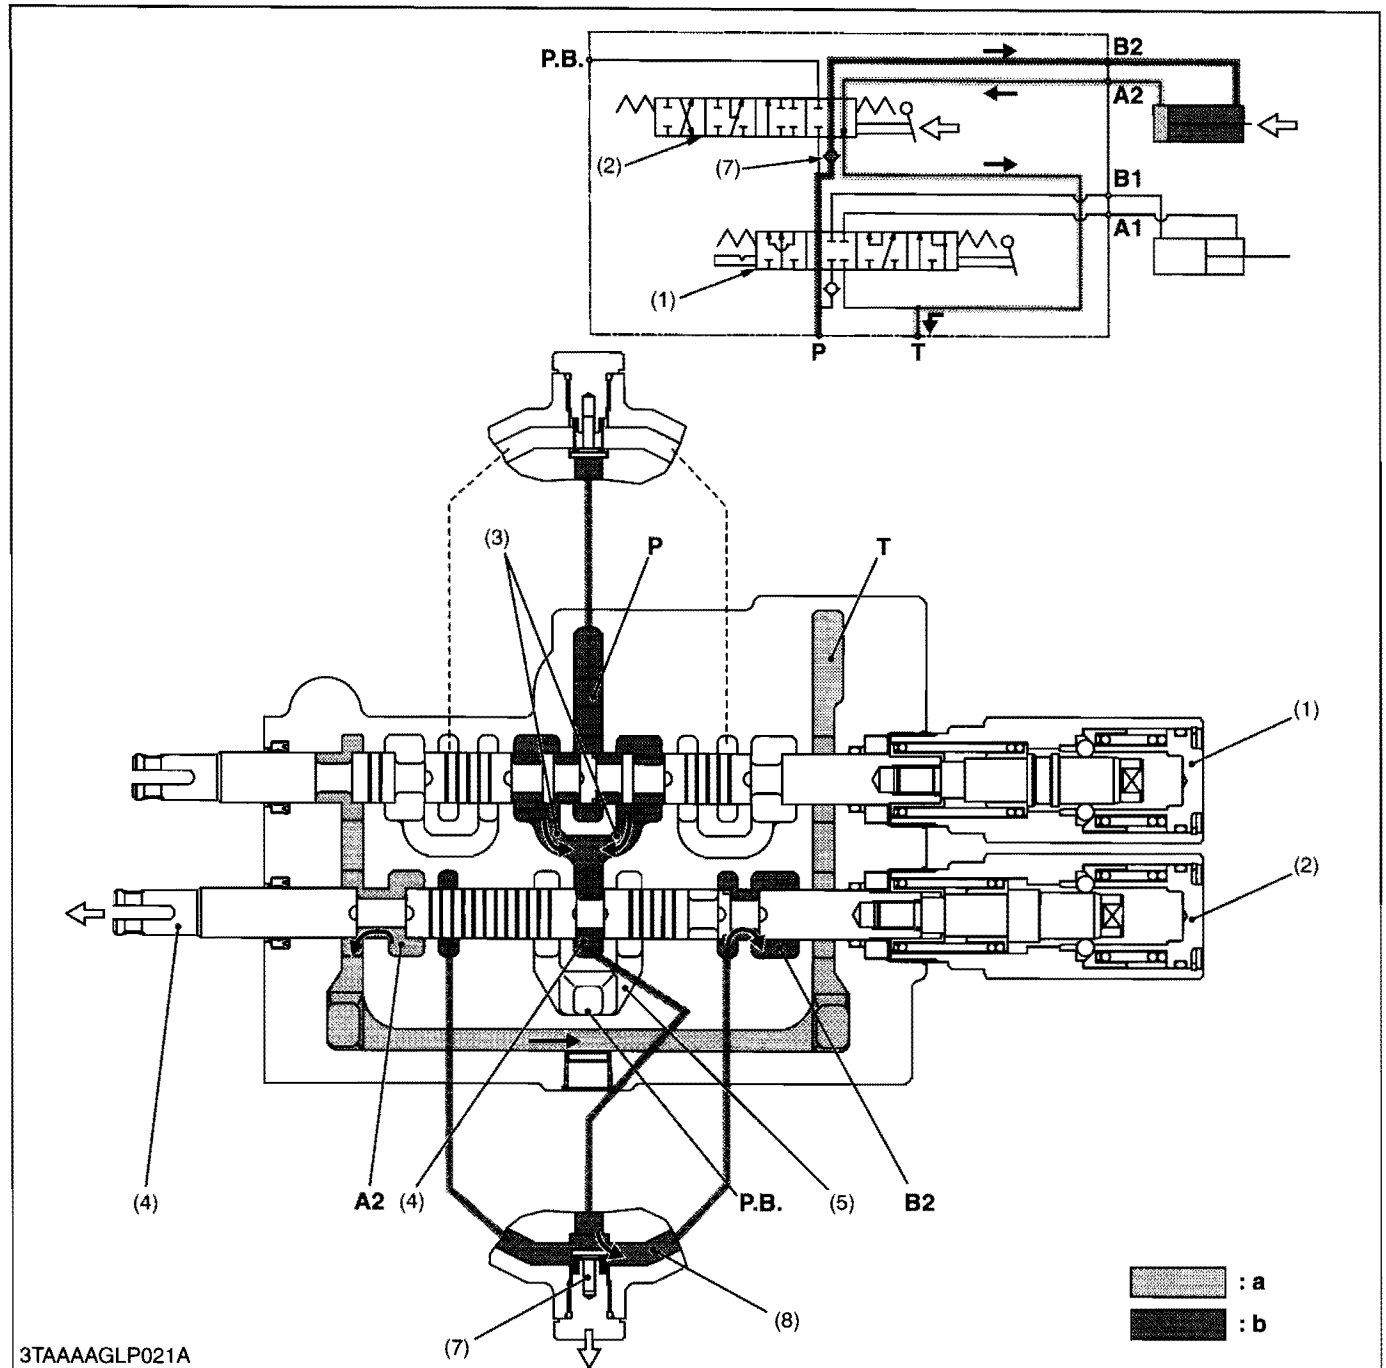 P.B.
B2
A2
(2)
(7)
B1
A1
(1)
P
T
(3)
P
T
(1)
(2)
(4)
A2
(4)
P.B.
(5)
B2
(7)
(8)
: a
: b
3TAAAAGLP021A